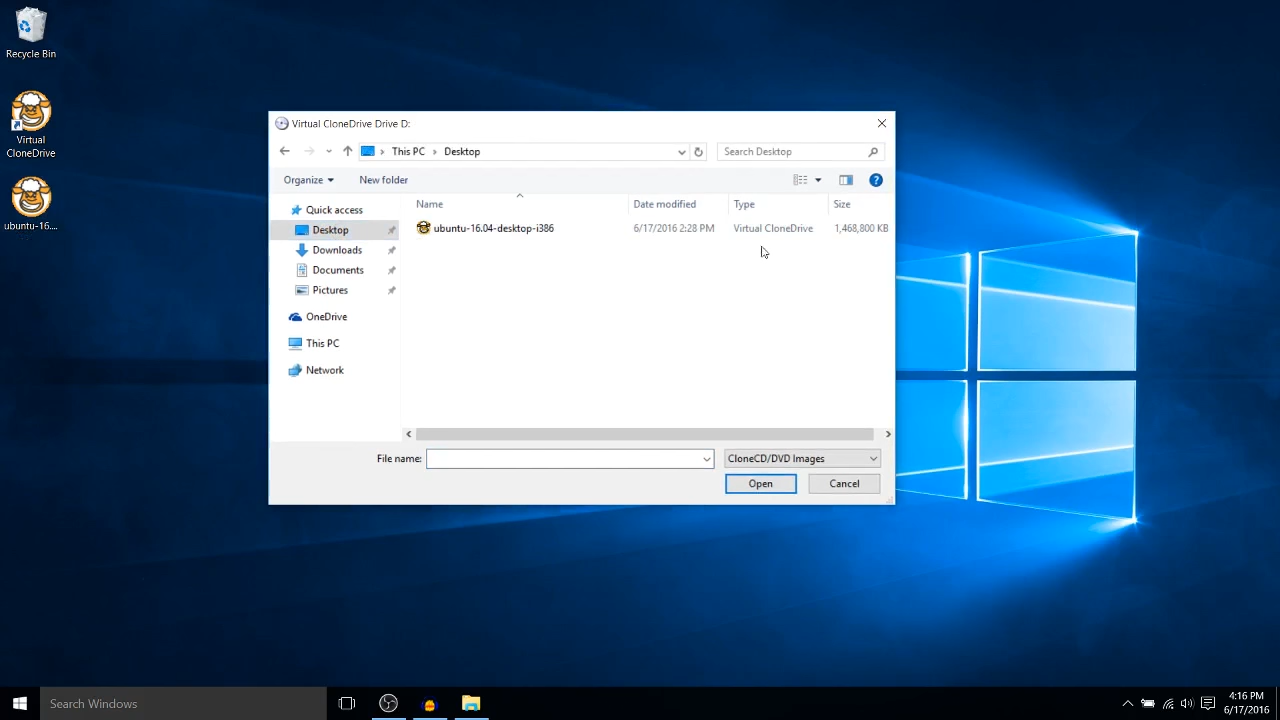 Recycle Bin
Virtual
CloneDrive
ubuntu-16....
Virtual CloneDrive Drive D:
This PC
Desktop
Search Desktop
Organize
New folder
Quick access
Desktop
Downloads
Documents
Pictures
OneDrive
This PC
Network
Name
Date modified
Type
Size
ubuntu-16.04-desktop-i386
6/17/2016 2:28 PM
Virtual CloneDrive
1,468,800 KB
File name:
CloneCD/DVD Images
Open
Cancel
Search Windows
4:16 PM
6/17/2016